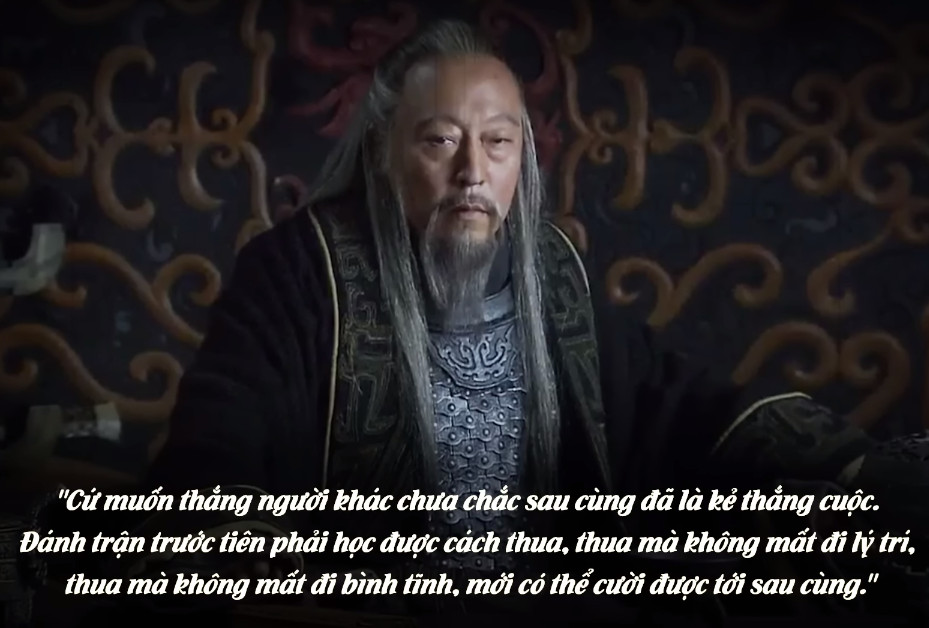 "Cứ muốn thắng người khác chưa chắc sau cùng đã là kẻ thắng cuộc.
Đánh trận trước tiên phải học được cách thua, thua mà không mất đi lý trí,
thua mà không mất đi bình tĩnh, mới có thể cười được tới sau cùng."